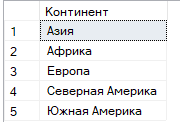 Континент
1 Азия
2 Африка
3 Европа
4 Северная Америка
5 Южная Америка